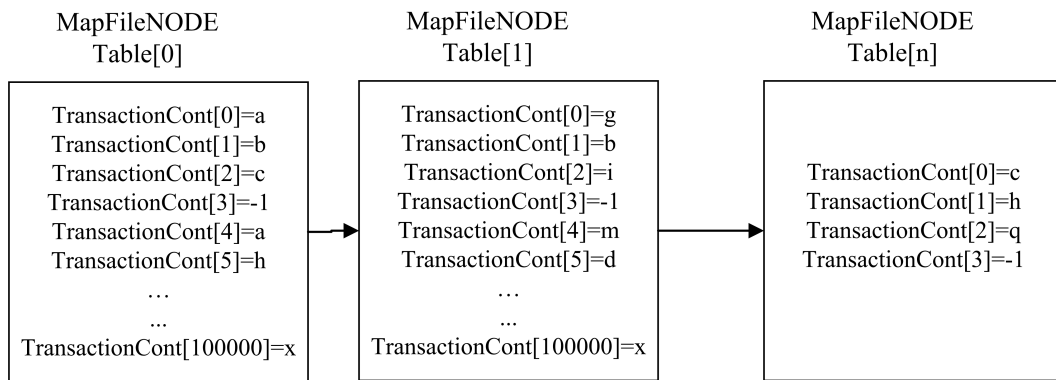 MapFileNODE
Table[0]
TransactionCont[0]=a
TransactionCont[1]=b
TransactionCont[2]=c
TransactionCont[3]=-1
TransactionCont[4]=a
TransactionCont[5]=h
…
...
TransactionCont[100000]=x
MapFileNODE
Table[1]
TransactionCont[0]=g
TransactionCont[1]=b
TransactionCont[2]=i
TransactionCont[3]=-1
TransactionCont[4]=m
TransactionCont[5]=d
…
...
TransactionCont[100000]=x
MapFileNODE
Table[n]
TransactionCont[0]=c
TransactionCont[1]=h
TransactionCont[2]=q
TransactionCont[3]=-1